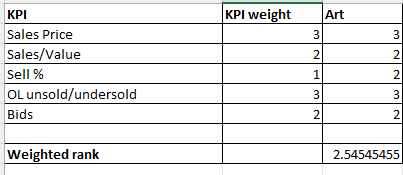 KPI KPI weight Art
Sales Price 3 3
Sales/Value 2 2
Sell % 1 2
OL unsold/undersold 3 3
Bids 2 2
Weighted rank 2.54545455